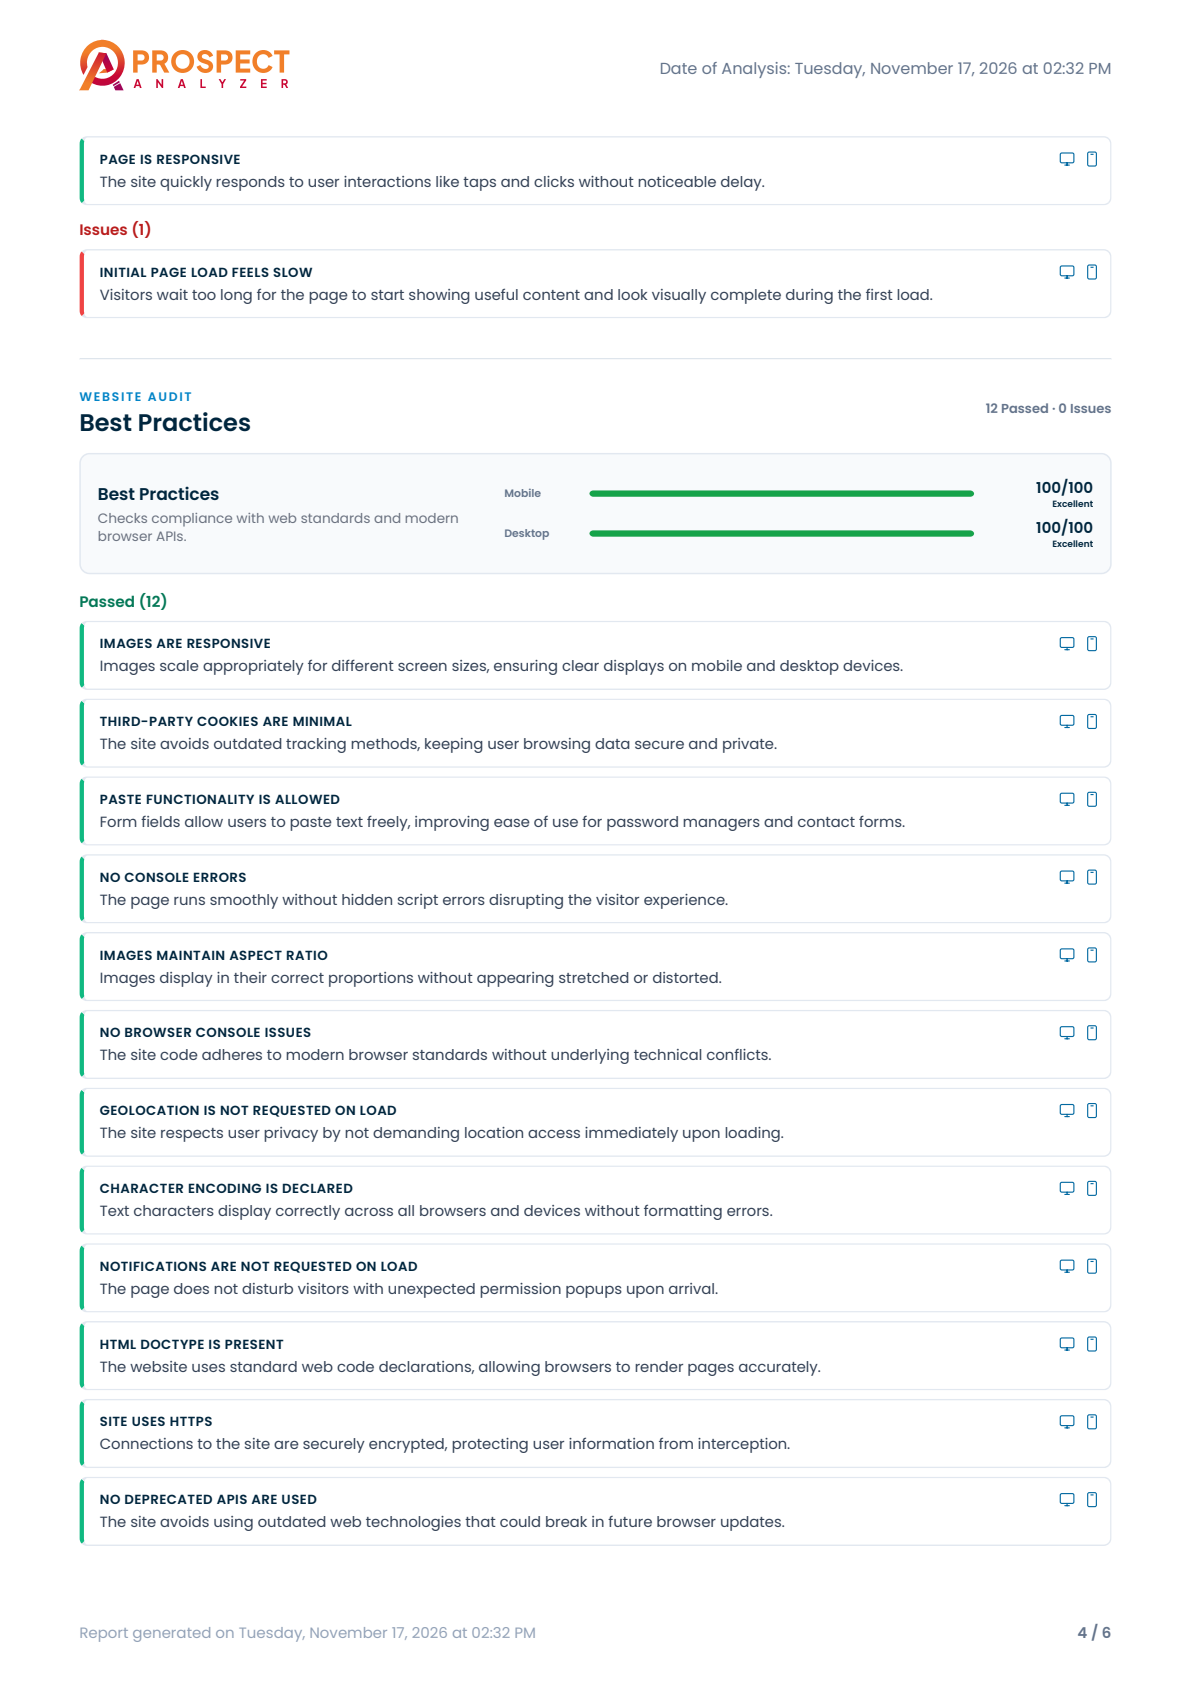 PROSPECT
ANALYZER
Date of Analysis: Tuesday, November 17, 2026 at 02:32 PM
PAGE IS RESPONSIVE
The site quickly responds to user interactions like taps and clicks without noticeable delay.
Issues (1)
INITIAL PAGE LOAD FEELS SLOW
Visitors wait too long for the page to start showing useful content and look visually complete during the first load.
WEBSITE AUDIT
Best Practices
12 Passed · 0 Issues
Best Practices
Checks compliance with web standards and modern
browser APIs.
Mobile
100/100
Excellent
Desktop
100/100
Excellent
Passed (12)
IMAGES ARE RESPONSIVE
Images scale appropriately for different screen sizes, ensuring clear displays on mobile and desktop devices.
THIRD-PARTY COOKIES ARE MINIMAL
The site avoids outdated tracking methods, keeping user browsing data secure and private.
PASTE FUNCTIONALITY IS ALLOWED
Form fields allow users to paste text freely, improving ease of use for password managers and contact forms.
NO CONSOLE ERRORS
The page runs smoothly without hidden script errors disrupting the visitor experience.
IMAGES MAINTAIN ASPECT RATIO
Images display in their correct proportions without appearing stretched or distorted.
NO BROWSER CONSOLE ISSUES
The site code adheres to modern browser standards without underlying technical conflicts.
GEOLOCATION IS NOT REQUESTED ON LOAD
The site respects user privacy by not demanding location access immediately upon loading.
CHARACTER ENCODING IS DECLARED
Text characters display correctly across all browsers and devices without formatting errors.
NOTIFICATIONS ARE NOT REQUESTED ON LOAD
The page does not disturb visitors with unexpected permission popups upon arrival.
HTML DOCTYPE IS PRESENT
The website uses standard web code declarations, allowing browsers to render pages accurately.
SITE USES HTTPS
Connections to the site are securely encrypted, protecting user information from interception.
NO DEPRECATED APIS ARE USED
The site avoids using outdated web technologies that could break in future browser updates.
Report generated on Tuesday, November 17, 2026 at 02:32 PM
4 / 6